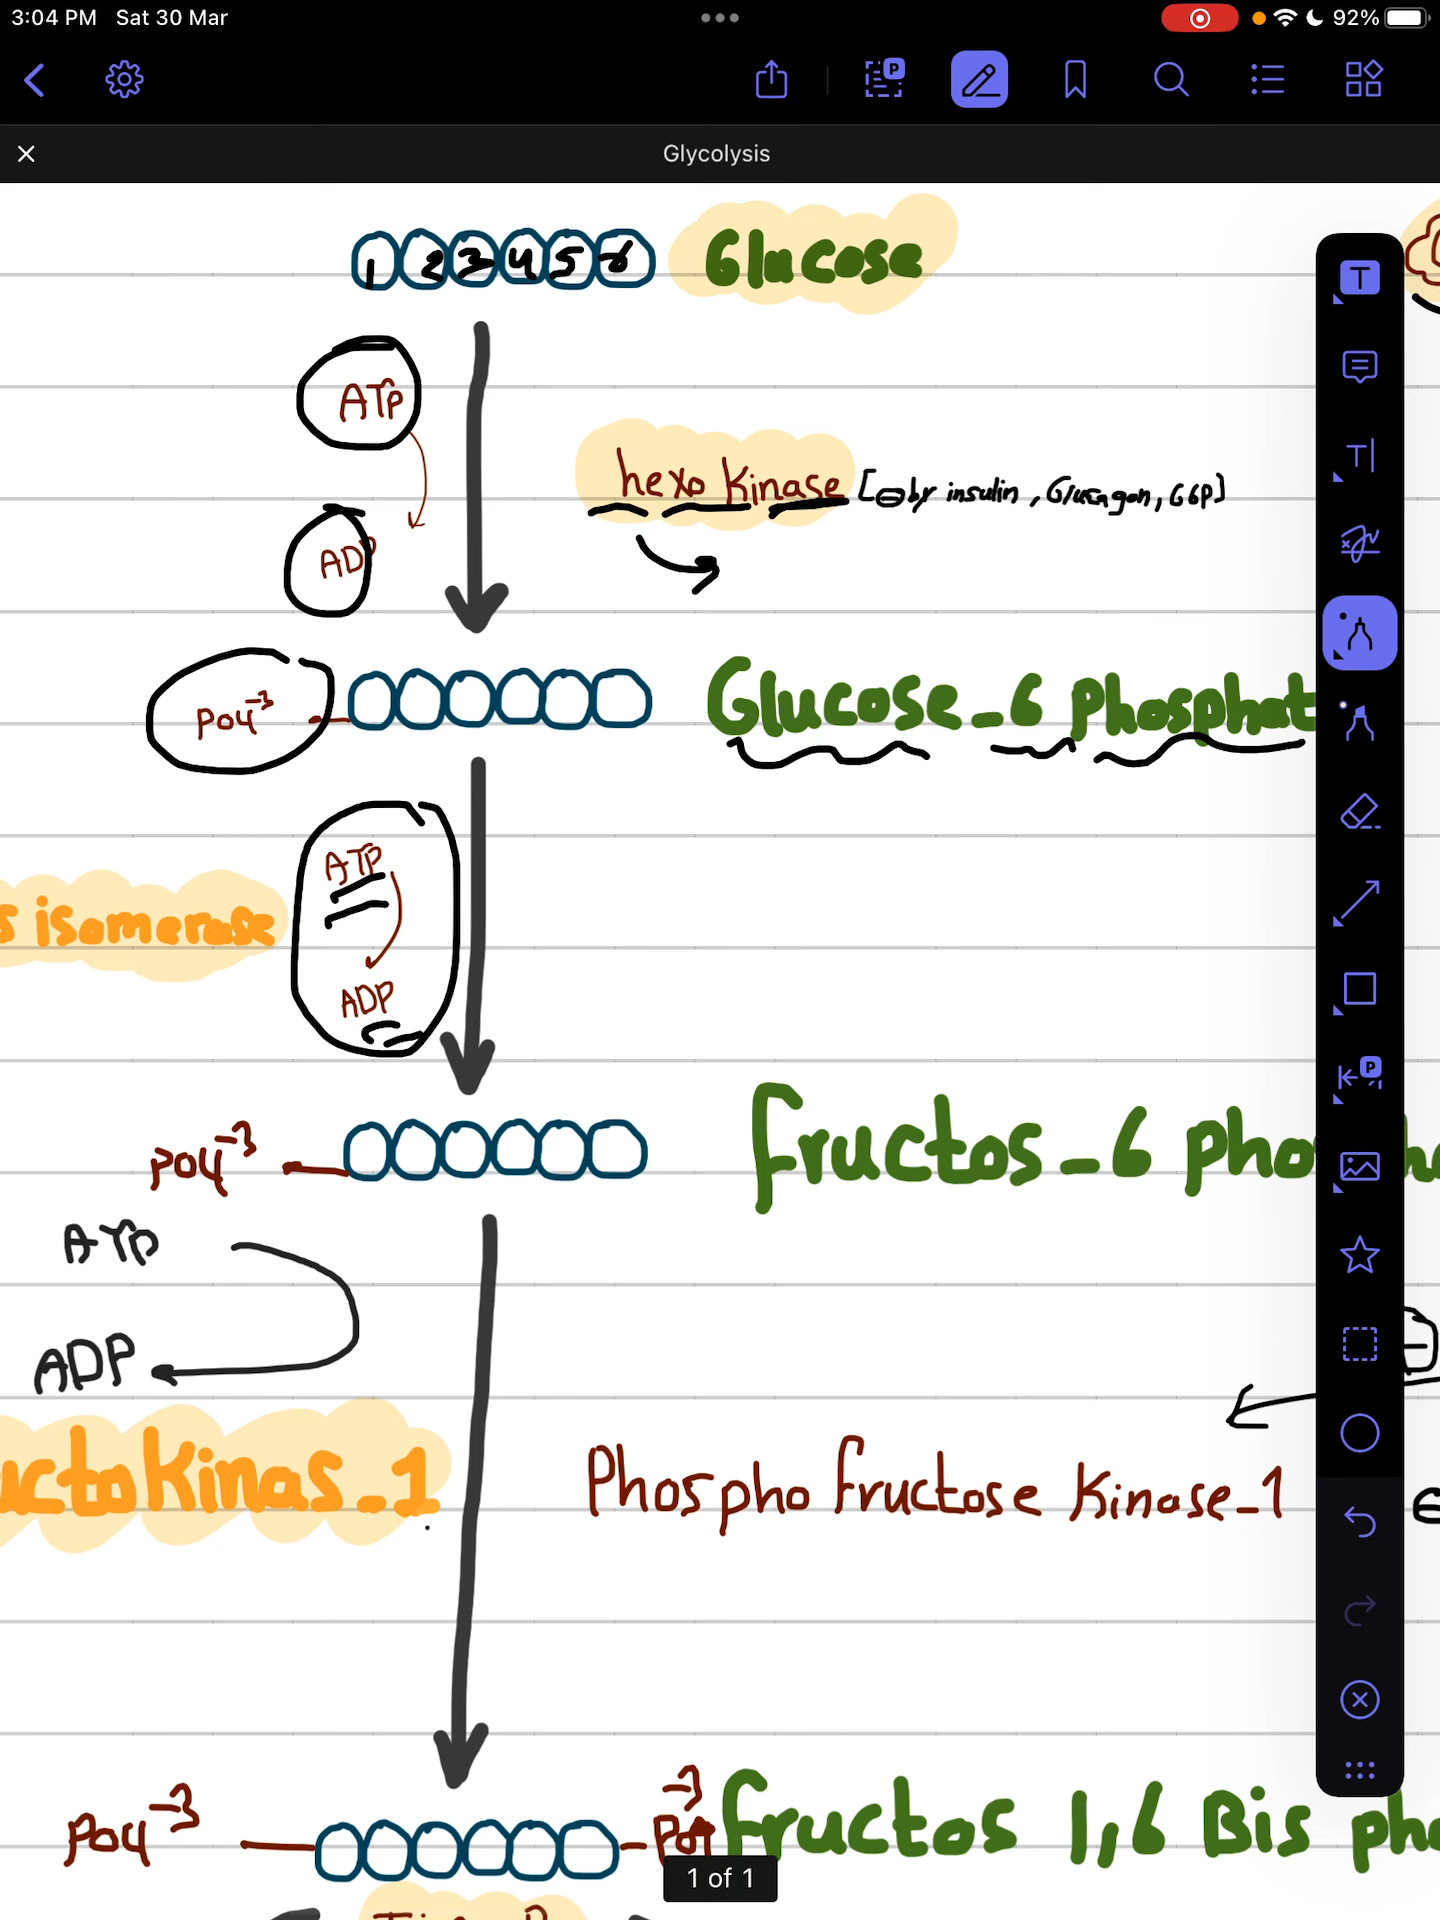 3:04 PM Sat 30 Mar 92%
Glycolysis
1 2 3 4 5 6 Glucose
ATP
hexo Kinase [⊖ by insulin, Glucagon, G6P]
ADP
PO4⁻³ Glucose_6 Phosphat
ATP
s isomerase
ADP
PO4⁻³ fructos_6 pho
ATP
ADP
uctoKinas_1 Phospho fructose Kinase_1
PO4⁻³ fructos 1,6 Bis pho
1 of 1